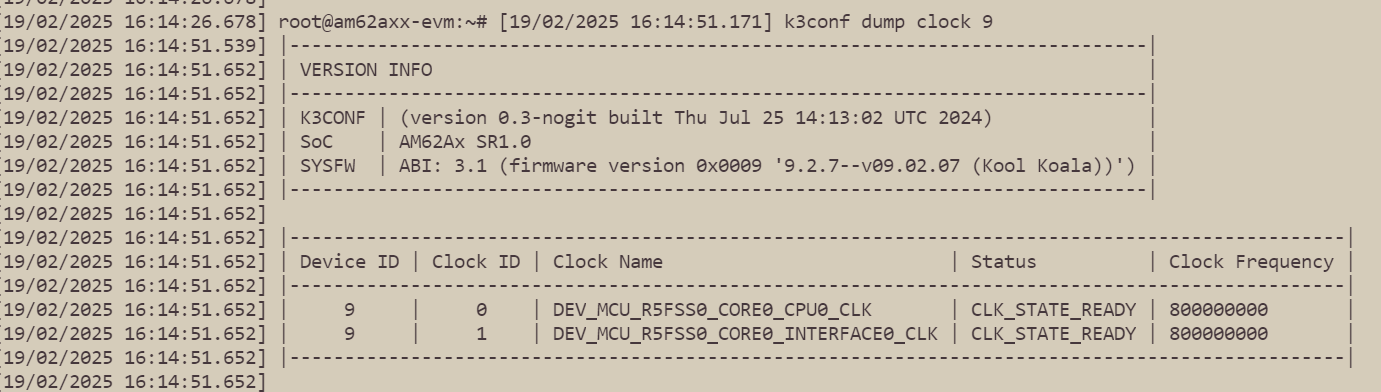 [19/02/2025 16:14:26.678]
[19/02/2025 16:14:26.678] root@am62axx-evm:~# [19/02/2025 16:14:51.171] k3conf dump clock 9
[19/02/2025 16:14:51.539] |------------------------------------------------------------------------------|
[19/02/2025 16:14:51.652] | VERSION INFO                                                                 |
[19/02/2025 16:14:51.652] |------------------------------------------------------------------------------|
[19/02/2025 16:14:51.652] | K3CONF | (version 0.3-nogit built Thu Jul 25 14:13:02 UTC 2024)              |
[19/02/2025 16:14:51.652] | SoC    | AM62Ax SR1.0                                                        |
[19/02/2025 16:14:51.652] | SYSFW  | ABI: 3.1 (firmware version 0x0009 '9.2.7--v09.02.07 (Kool Koala))') |
[19/02/2025 16:14:51.652] |------------------------------------------------------------------------------|
[19/02/2025 16:14:51.652]
[19/02/2025 16:14:51.652] |------------------------------------------------------------------------------------------------|
[19/02/2025 16:14:51.652] | Device ID | Clock ID | Clock Name                          | Status          | Clock Frequency |
[19/02/2025 16:14:51.652] |------------------------------------------------------------------------------------------------|
[19/02/2025 16:14:51.652] |     9     |     0    | DEV_MCU_R5FSS0_CORE0_CPU0_CLK       | CLK_STATE_READY | 800000000       |
[19/02/2025 16:14:51.652] |     9     |     1    | DEV_MCU_R5FSS0_CORE0_INTERFACE0_CLK | CLK_STATE_READY | 800000000       |
[19/02/2025 16:14:51.652] |------------------------------------------------------------------------------------------------|
[19/02/2025 16:14:51.652]